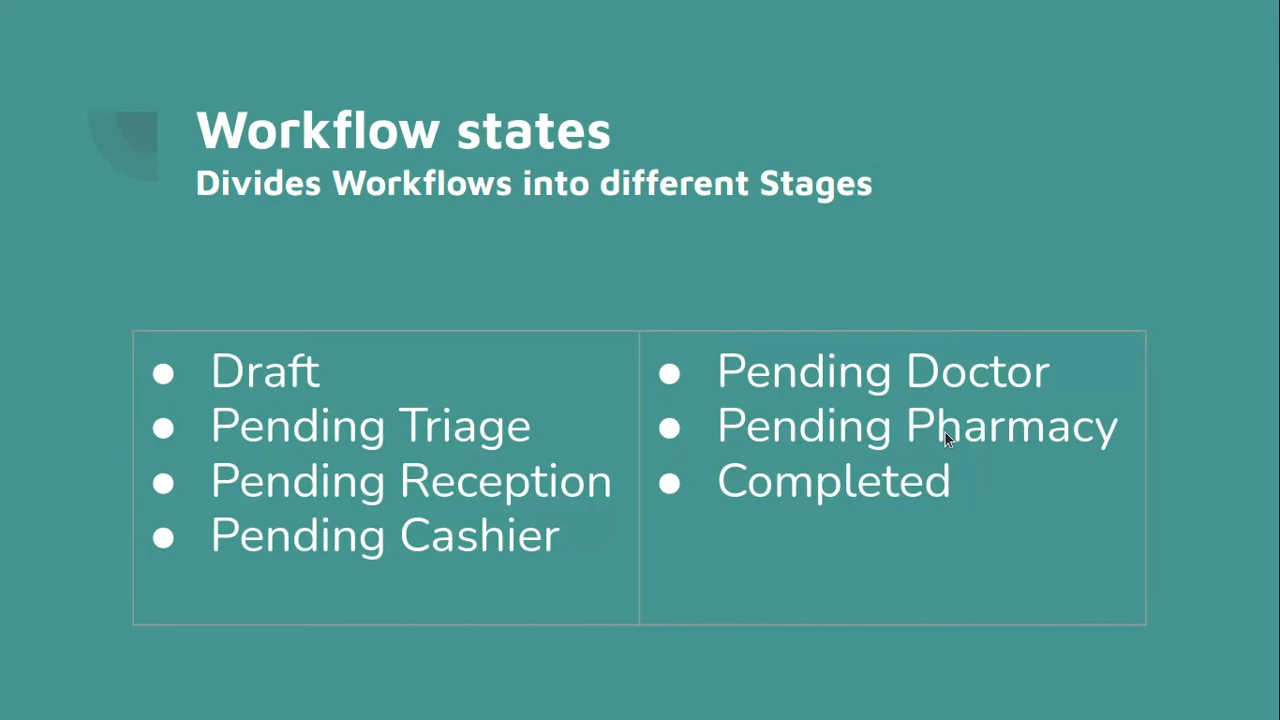 Workflow states
Divides Workflows into different Stages
● Draft
● Pending Triage
● Pending Reception
● Pending Cashier
● Pending Doctor
● Pending Pharmacy
● Completed